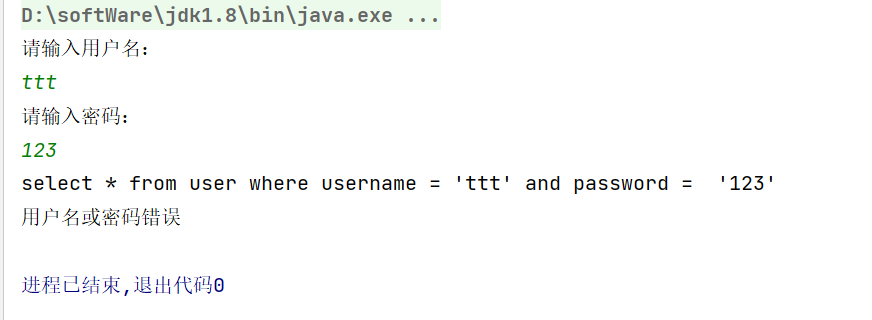 D:\softWare\jdk1.8\bin\java.exe ...
请输入用户名：
ttt
请输入密码：
123
select * from user where username = 'ttt' and password =  '123'
用户名或密码错误
进程已结束,退出代码0